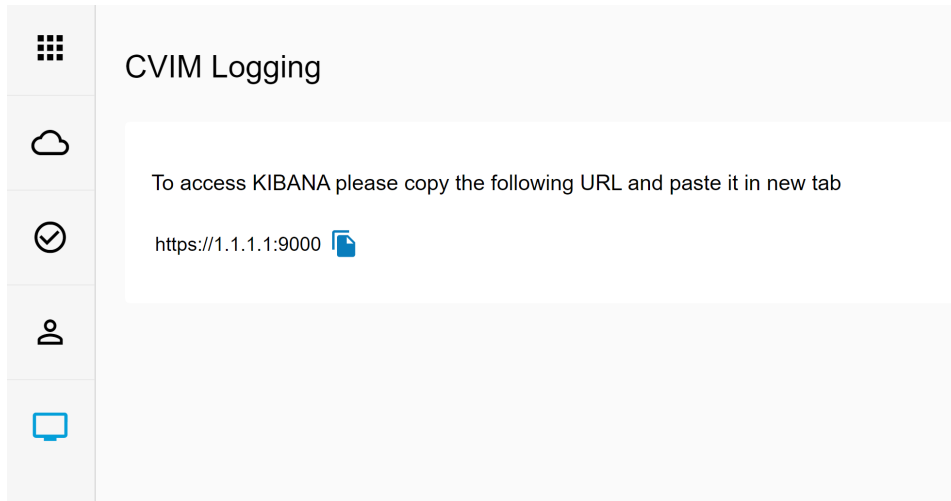 CVIM Logging
To access KIBANA please copy the following URL and paste it in new tab
https://1.1.1.1:9000